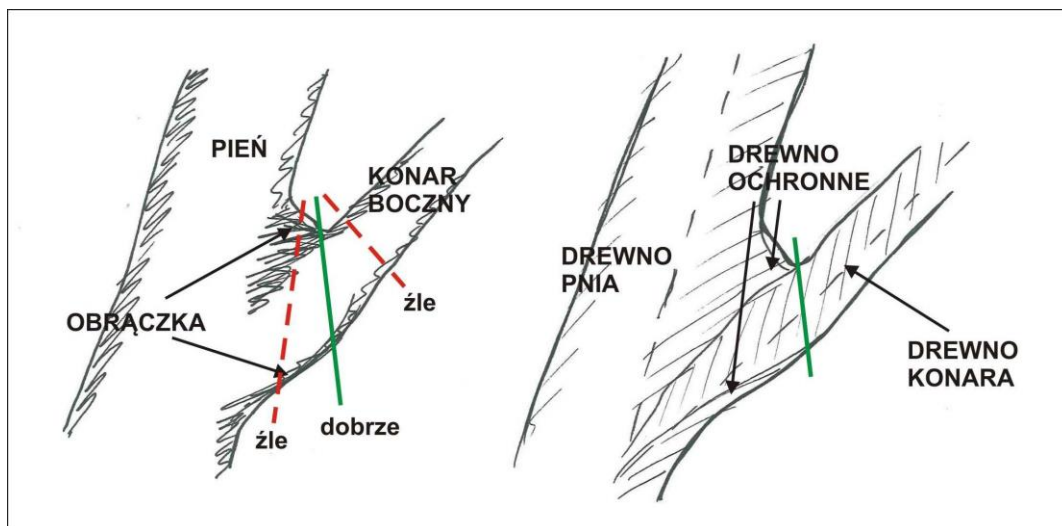 PIEŃ
KONAR
BOCZNY
OBRĄCZKA
źle
dobrze
źle
DREWNO
OCHRONNE
DREWNO
PNIA
DREWNO
KONARA